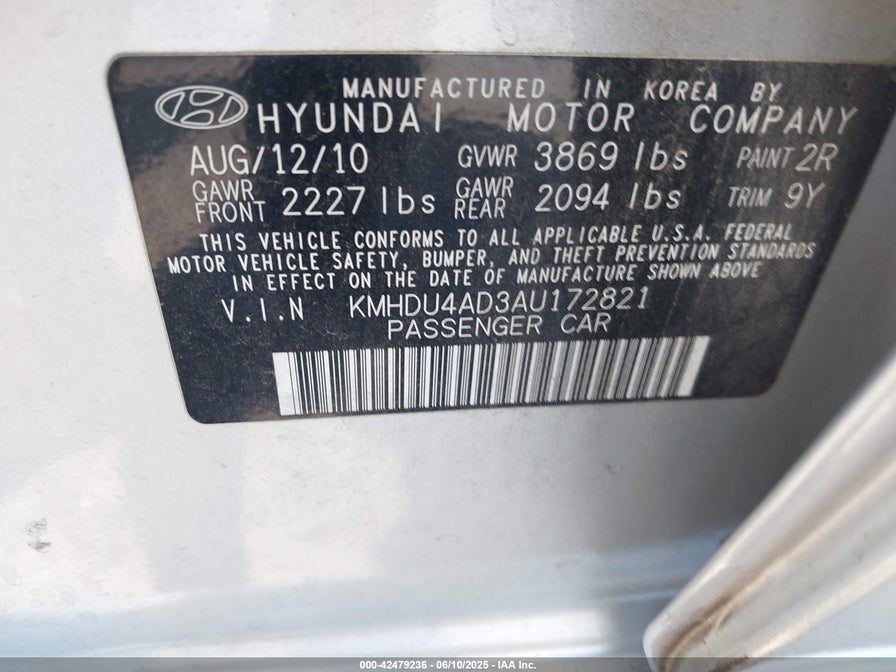 MANUFACTURED IN KOREA BY
HYUNDAI MOTOR COMPANY
AUG/12/10 GVWR 3869 lbs PAINT 2R
GAWR FRONT 2227 lbs GAWR REAR 2094 lbs TRIM 9Y
THIS VEHICLE CONFORMS TO ALL APPLICABLE U.S.A. FEDERAL
MOTOR VEHICLE SAFETY, BUMPER, AND THEFT PREVENTION STANDARDS
IN EFFECT ON THE DATE OF MANUFACTURE SHOWN ABOVE
V.I.N KMHDU4AD3AU172821
PASSENGER CAR
000-42479236 - 06/10/2025 - IAA Inc.